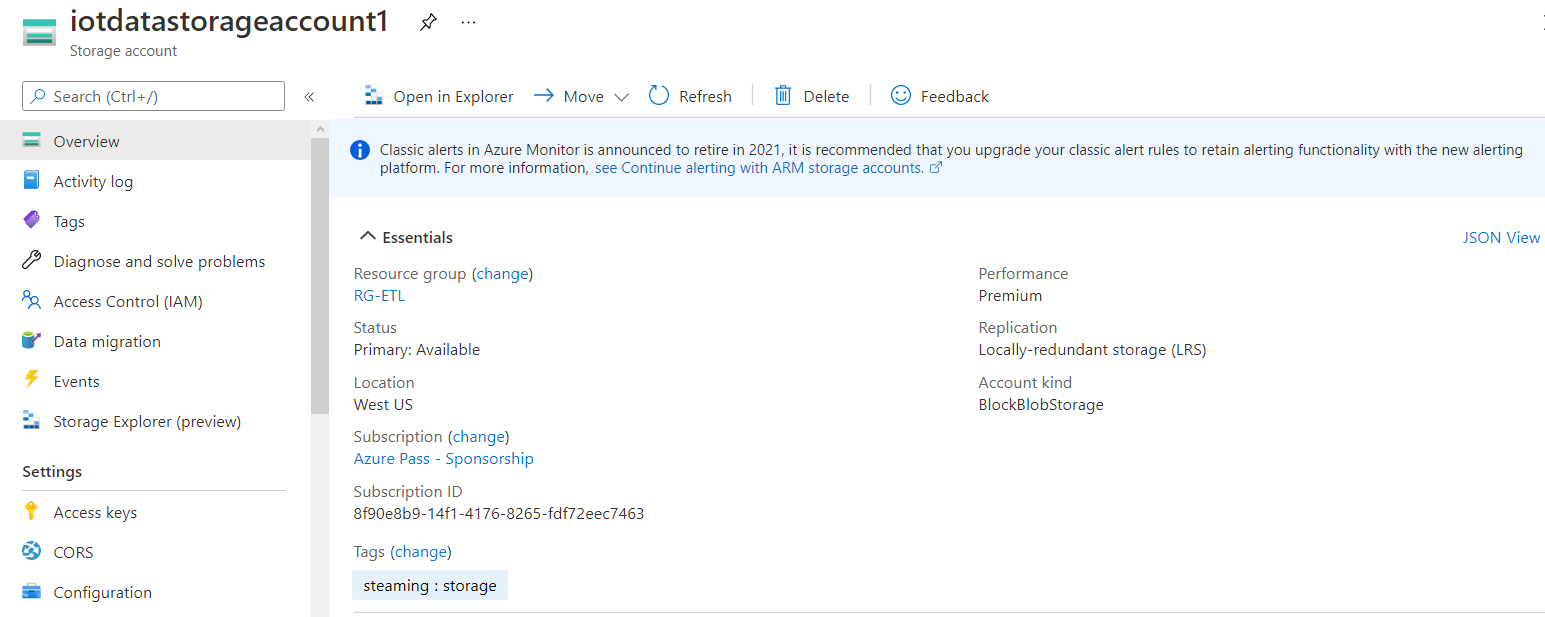 iotdatastorageaccount1
Storage account
Search (Ctrl+/)
Open in Explorer
Move
Refresh
Delete
Feedback
Overview
Activity log
Tags
Diagnose and solve problems
Access Control (IAM)
Data migration
Events
Storage Explorer (preview)
Settings
Access keys
CORS
Configuration
Classic alerts in Azure Monitor is announced to retire in 2021, it is recommended that you upgrade your classic alert rules to retain alerting functionality with the new alerting
platform. For more information, see Continue alerting with ARM storage accounts.
Essentials
JSON View
Resource group (change)
RG-ETL
Status
Primary: Available
Location
West US
Subscription (change)
Azure Pass - Sponsorship
Subscription ID
8f90e8b9-14f1-4176-8265-fdf72eec7463
Tags (change)
steaming : storage
Performance
Premium
Replication
Locally-redundant storage (LRS)
Account kind
BlockBlobStorage